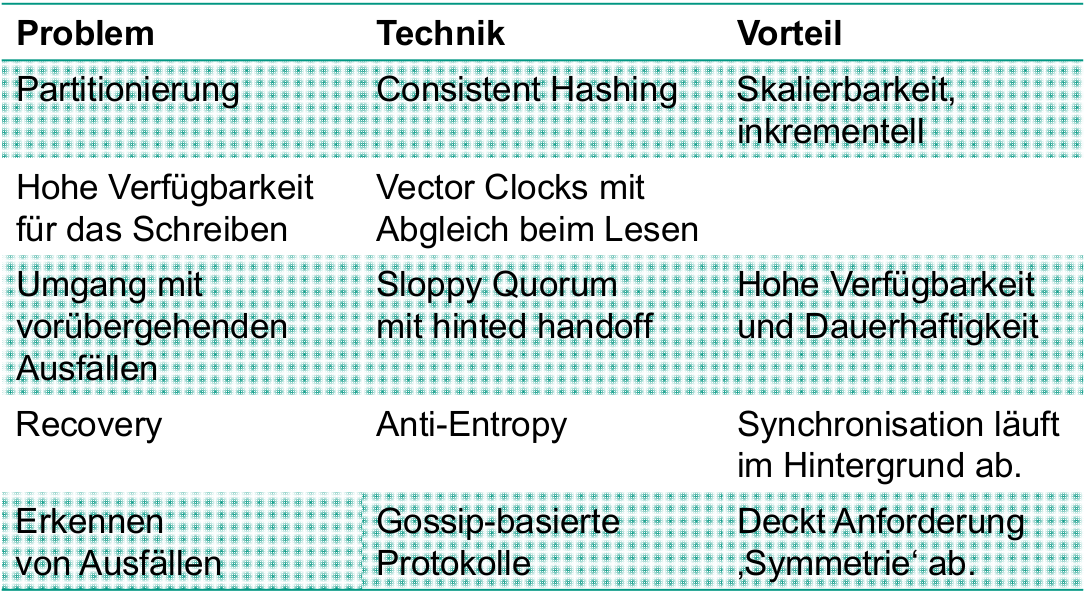 Problem Technik Vorteil
Partitionierung Consistent Hashing Skalierbarkeit,
inkrementell
Hohe Verfügbarkeit Vector Clocks mit
für das Schreiben Abgleich beim Lesen
Umgang mit Sloppy Quorum Hohe Verfügbarkeit
vorübergehenden mit hinted handoff und Dauerhaftigkeit
Ausfällen
Recovery Anti-Entropy Synchronisation läuft
im Hintergrund ab.
Erkennen Gossip-basierte Deckt Anforderung
von Ausfällen Protokolle ‚Symmetrie‘ ab.